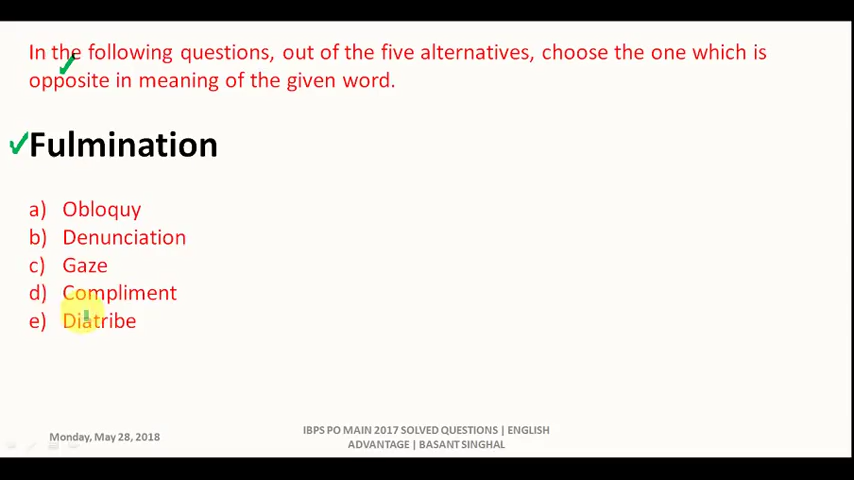 In the following questions, out of the five alternatives, choose the one which is
opposite in meaning of the given word.
Fulmination
a) Obloquy
b) Denunciation
c) Gaze
d) Compliment
e) Diatribe
Monday, May 28, 2018
IBPS PO MAIN 2017 SOLVED QUESTIONS | ENGLISH
ADVANTAGE | BASANT SINGHAL